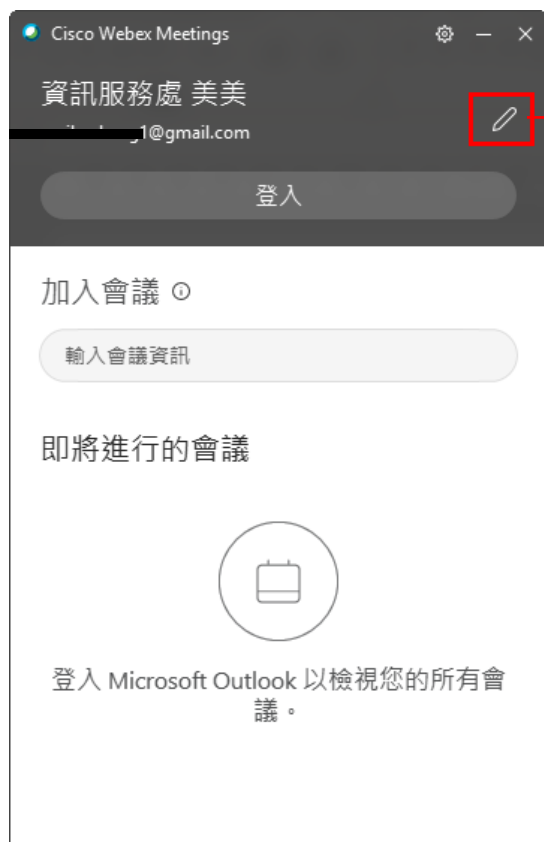 Cisco Webex Meetings
資訊服務處 美美
1@gmail.com
登入
加入會議
輸入會議資訊
即將進行的會議
登入 Microsoft Outlook 以檢視您的所有會
議。